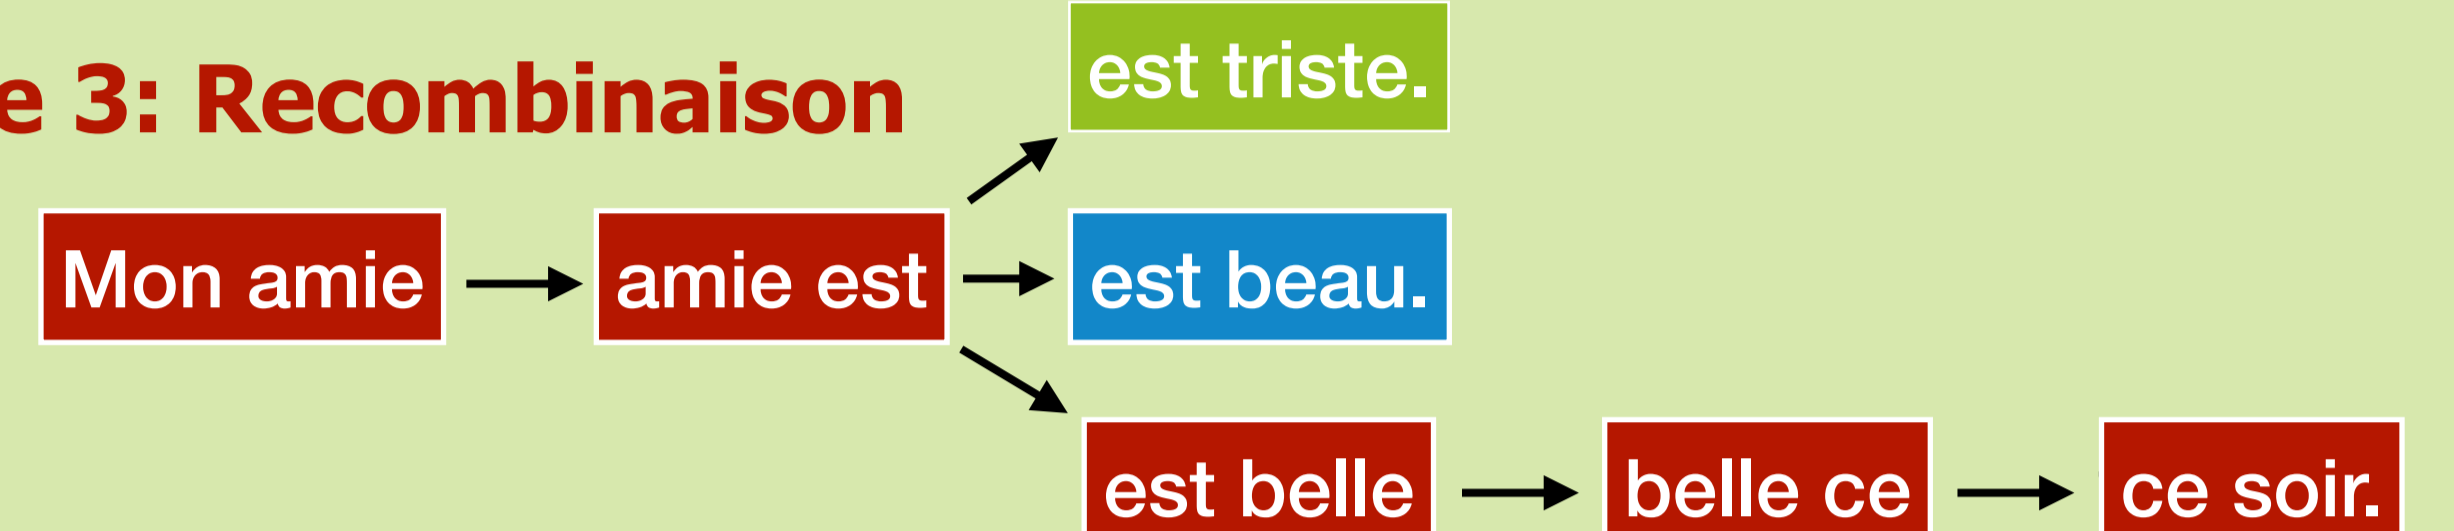 est triste.
e 3: Recombinaison
Mon amie
amie est
est beau.
est belle
belle ce
ce soir.